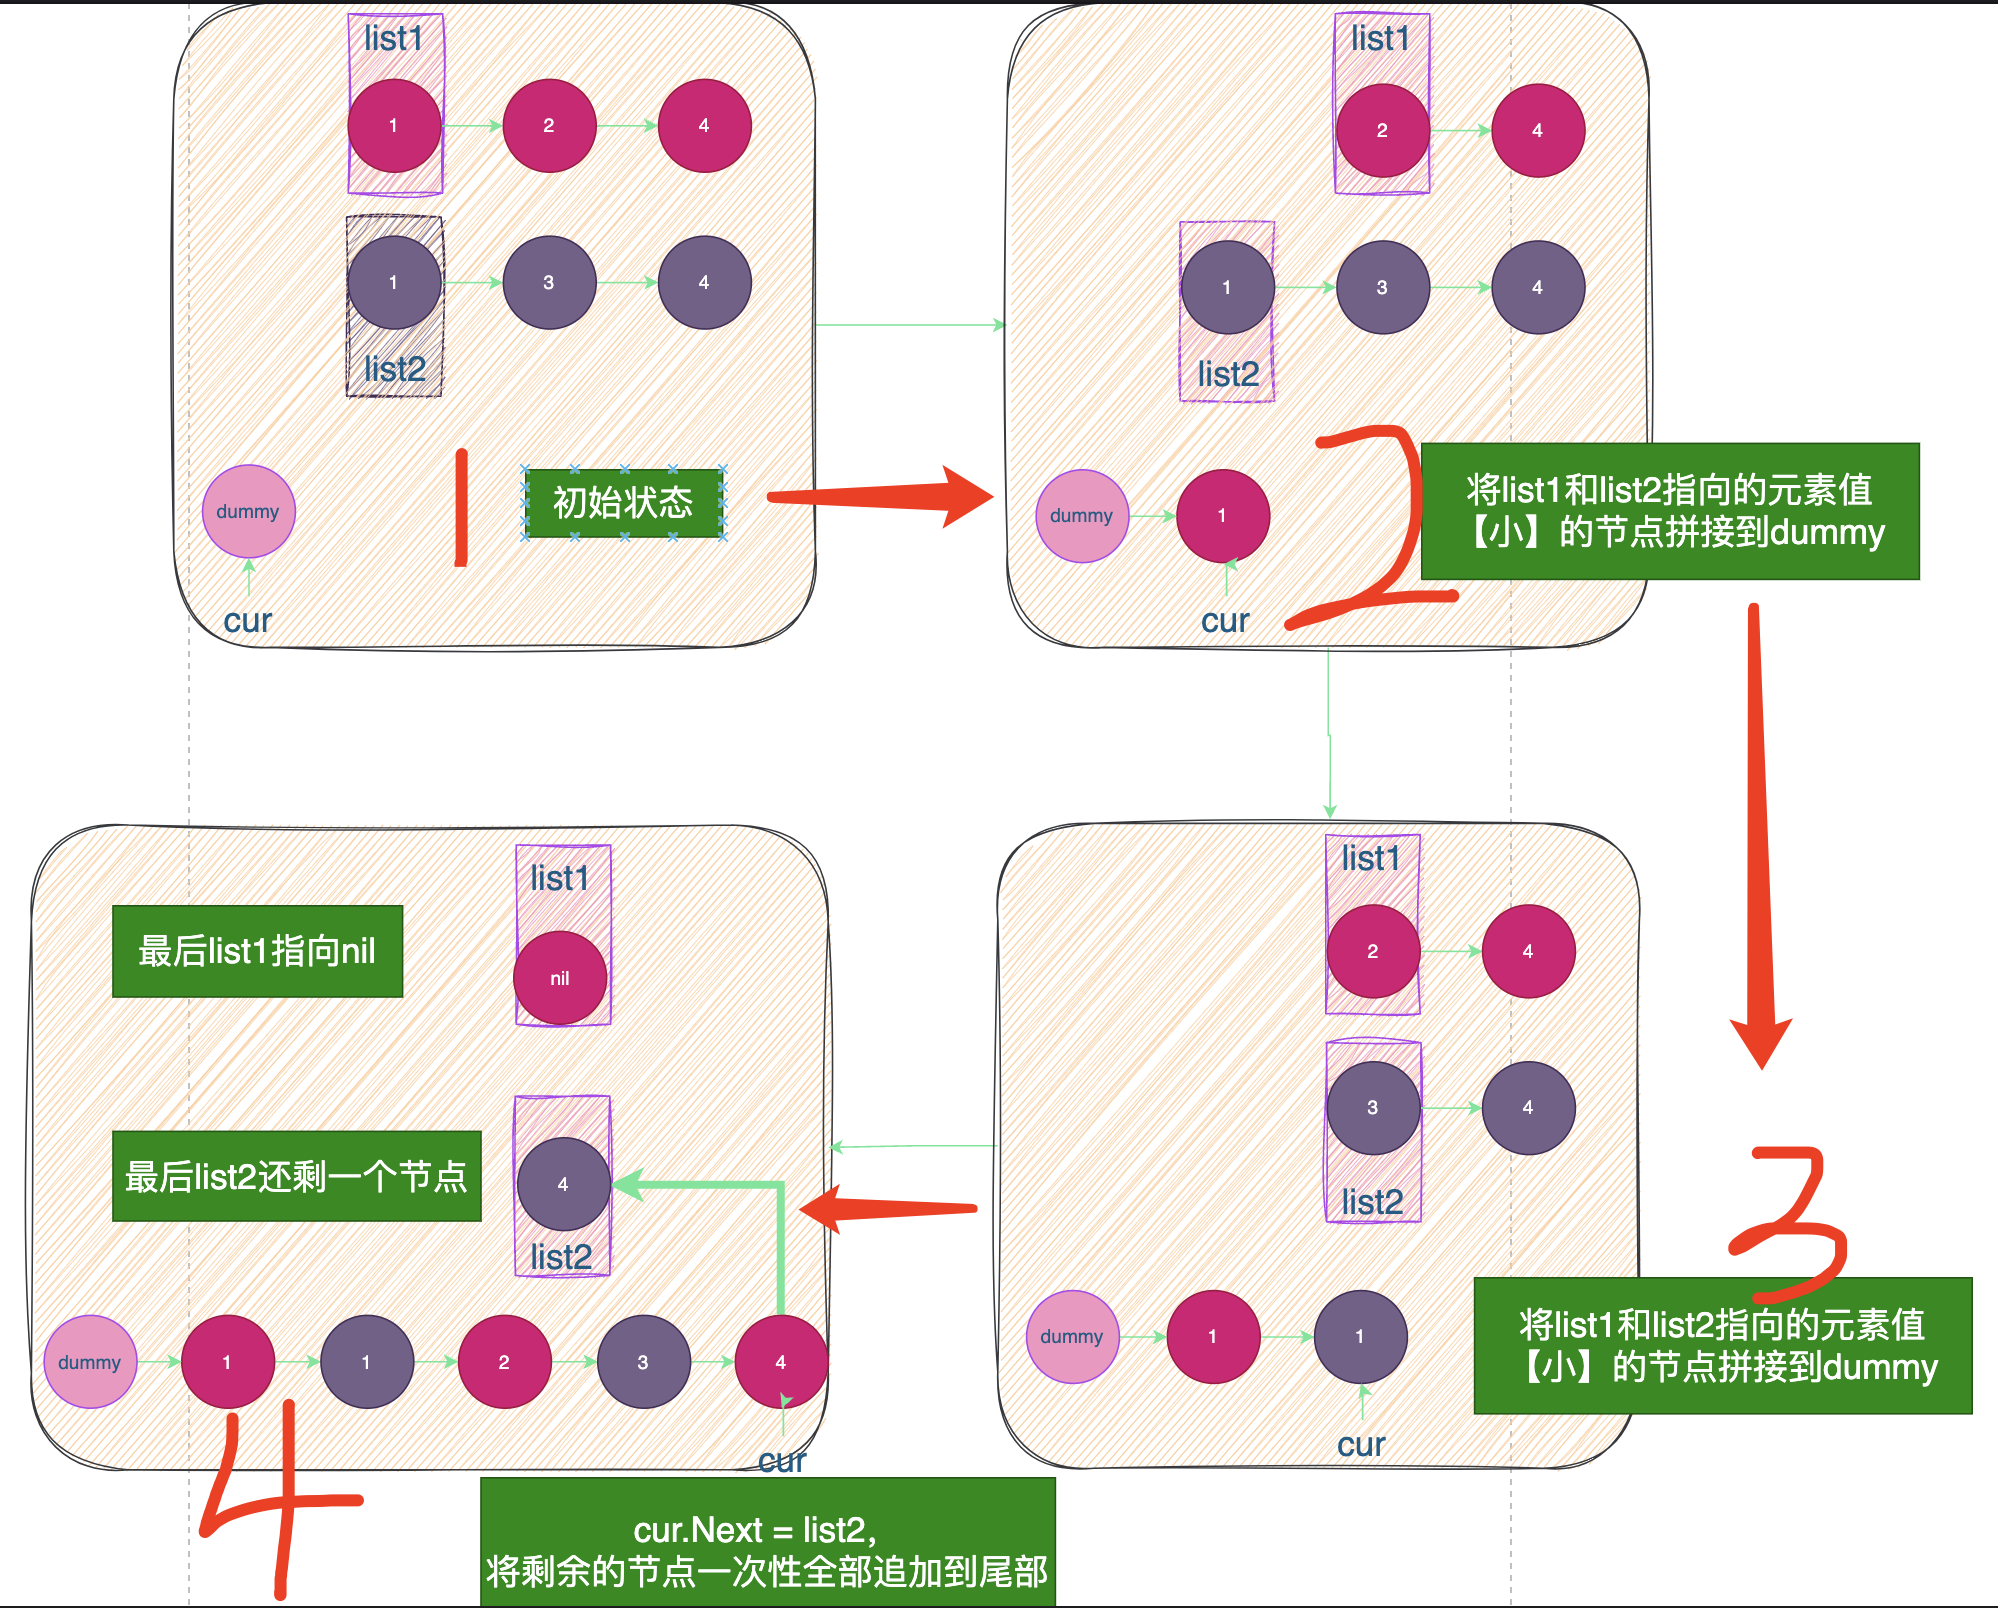 list1
1
2
4
1
3
4
list2
1
初始状态
dummy
cur
list1
2
4
1
3
4
list2
2
将list1和list2指向的元素值
【小】的节点拼接到dummy
dummy
1
cur
list1
2
4
3
4
list2
3
将list1和list2指向的元素值
【小】的节点拼接到dummy
dummy
1
1
cur
list1
最后list1指向nil
nil
最后list2还剩一个节点
4
list2
dummy
1
1
2
3
4
cur
4
cur.Next = list2,
将剩余的节点一次性全部追加到尾部